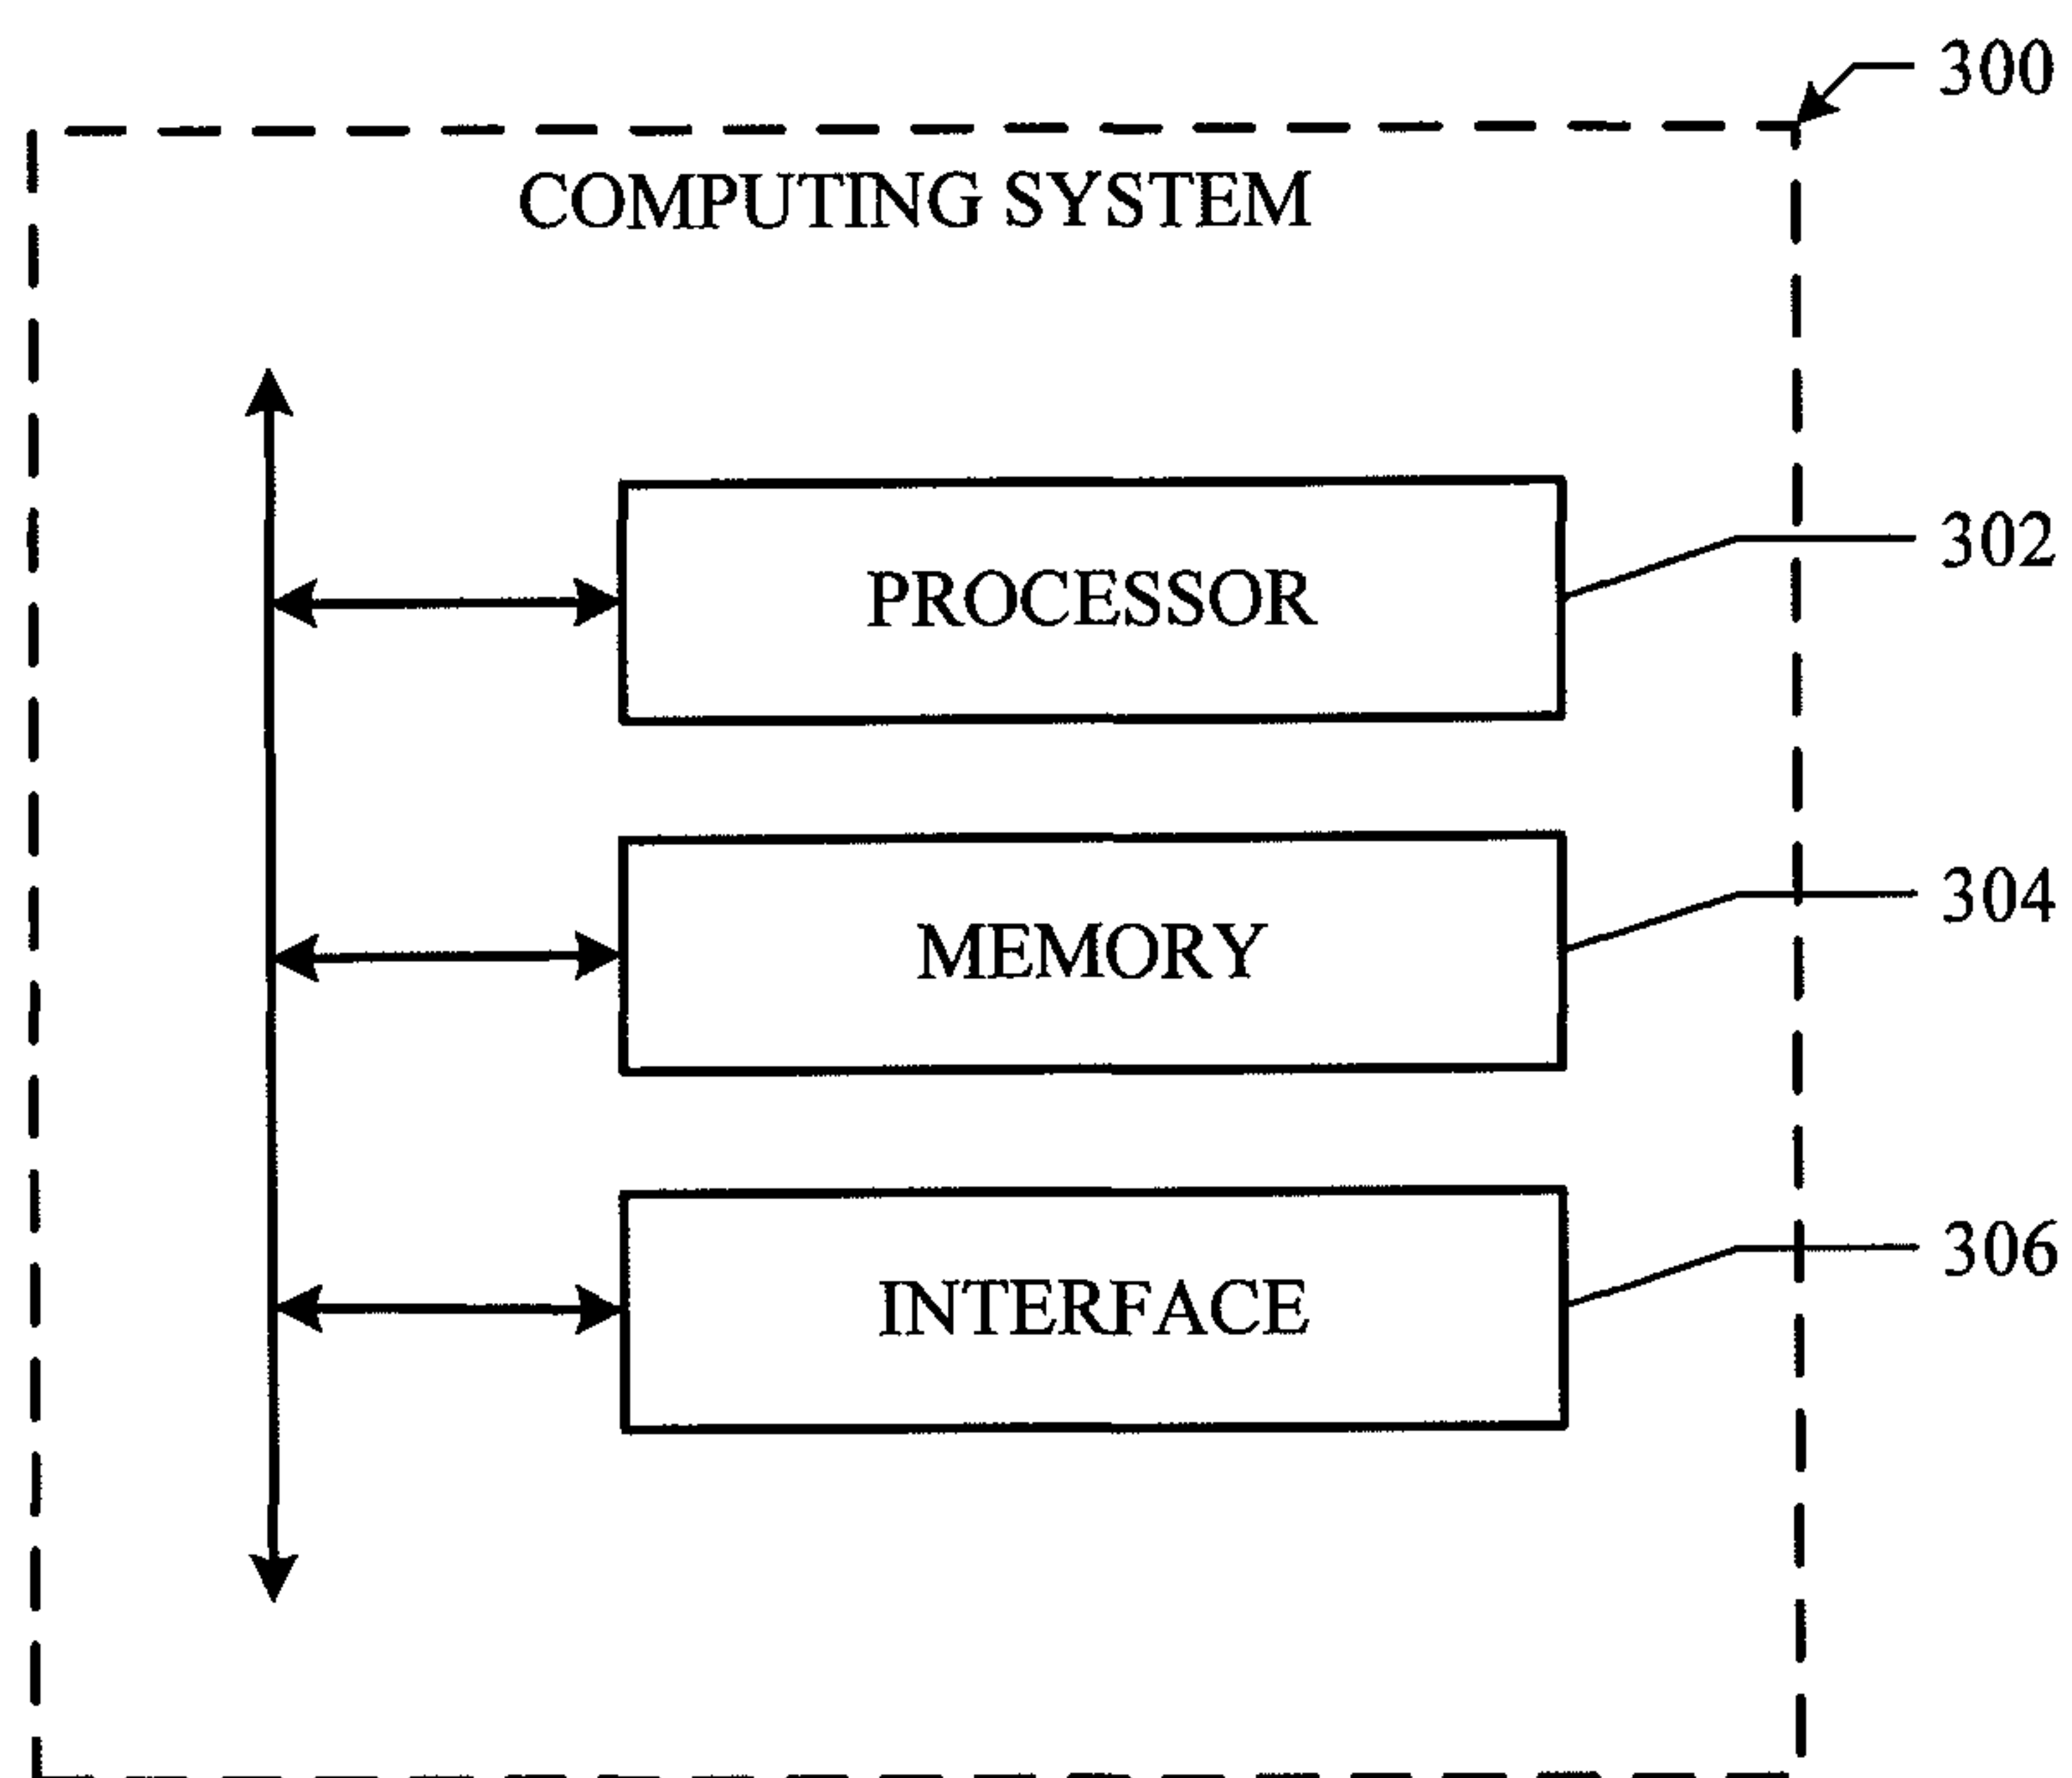 300
COMPUTING SYSTEM
PROCESSOR
302
MEMORY
304
INTERFACE
306